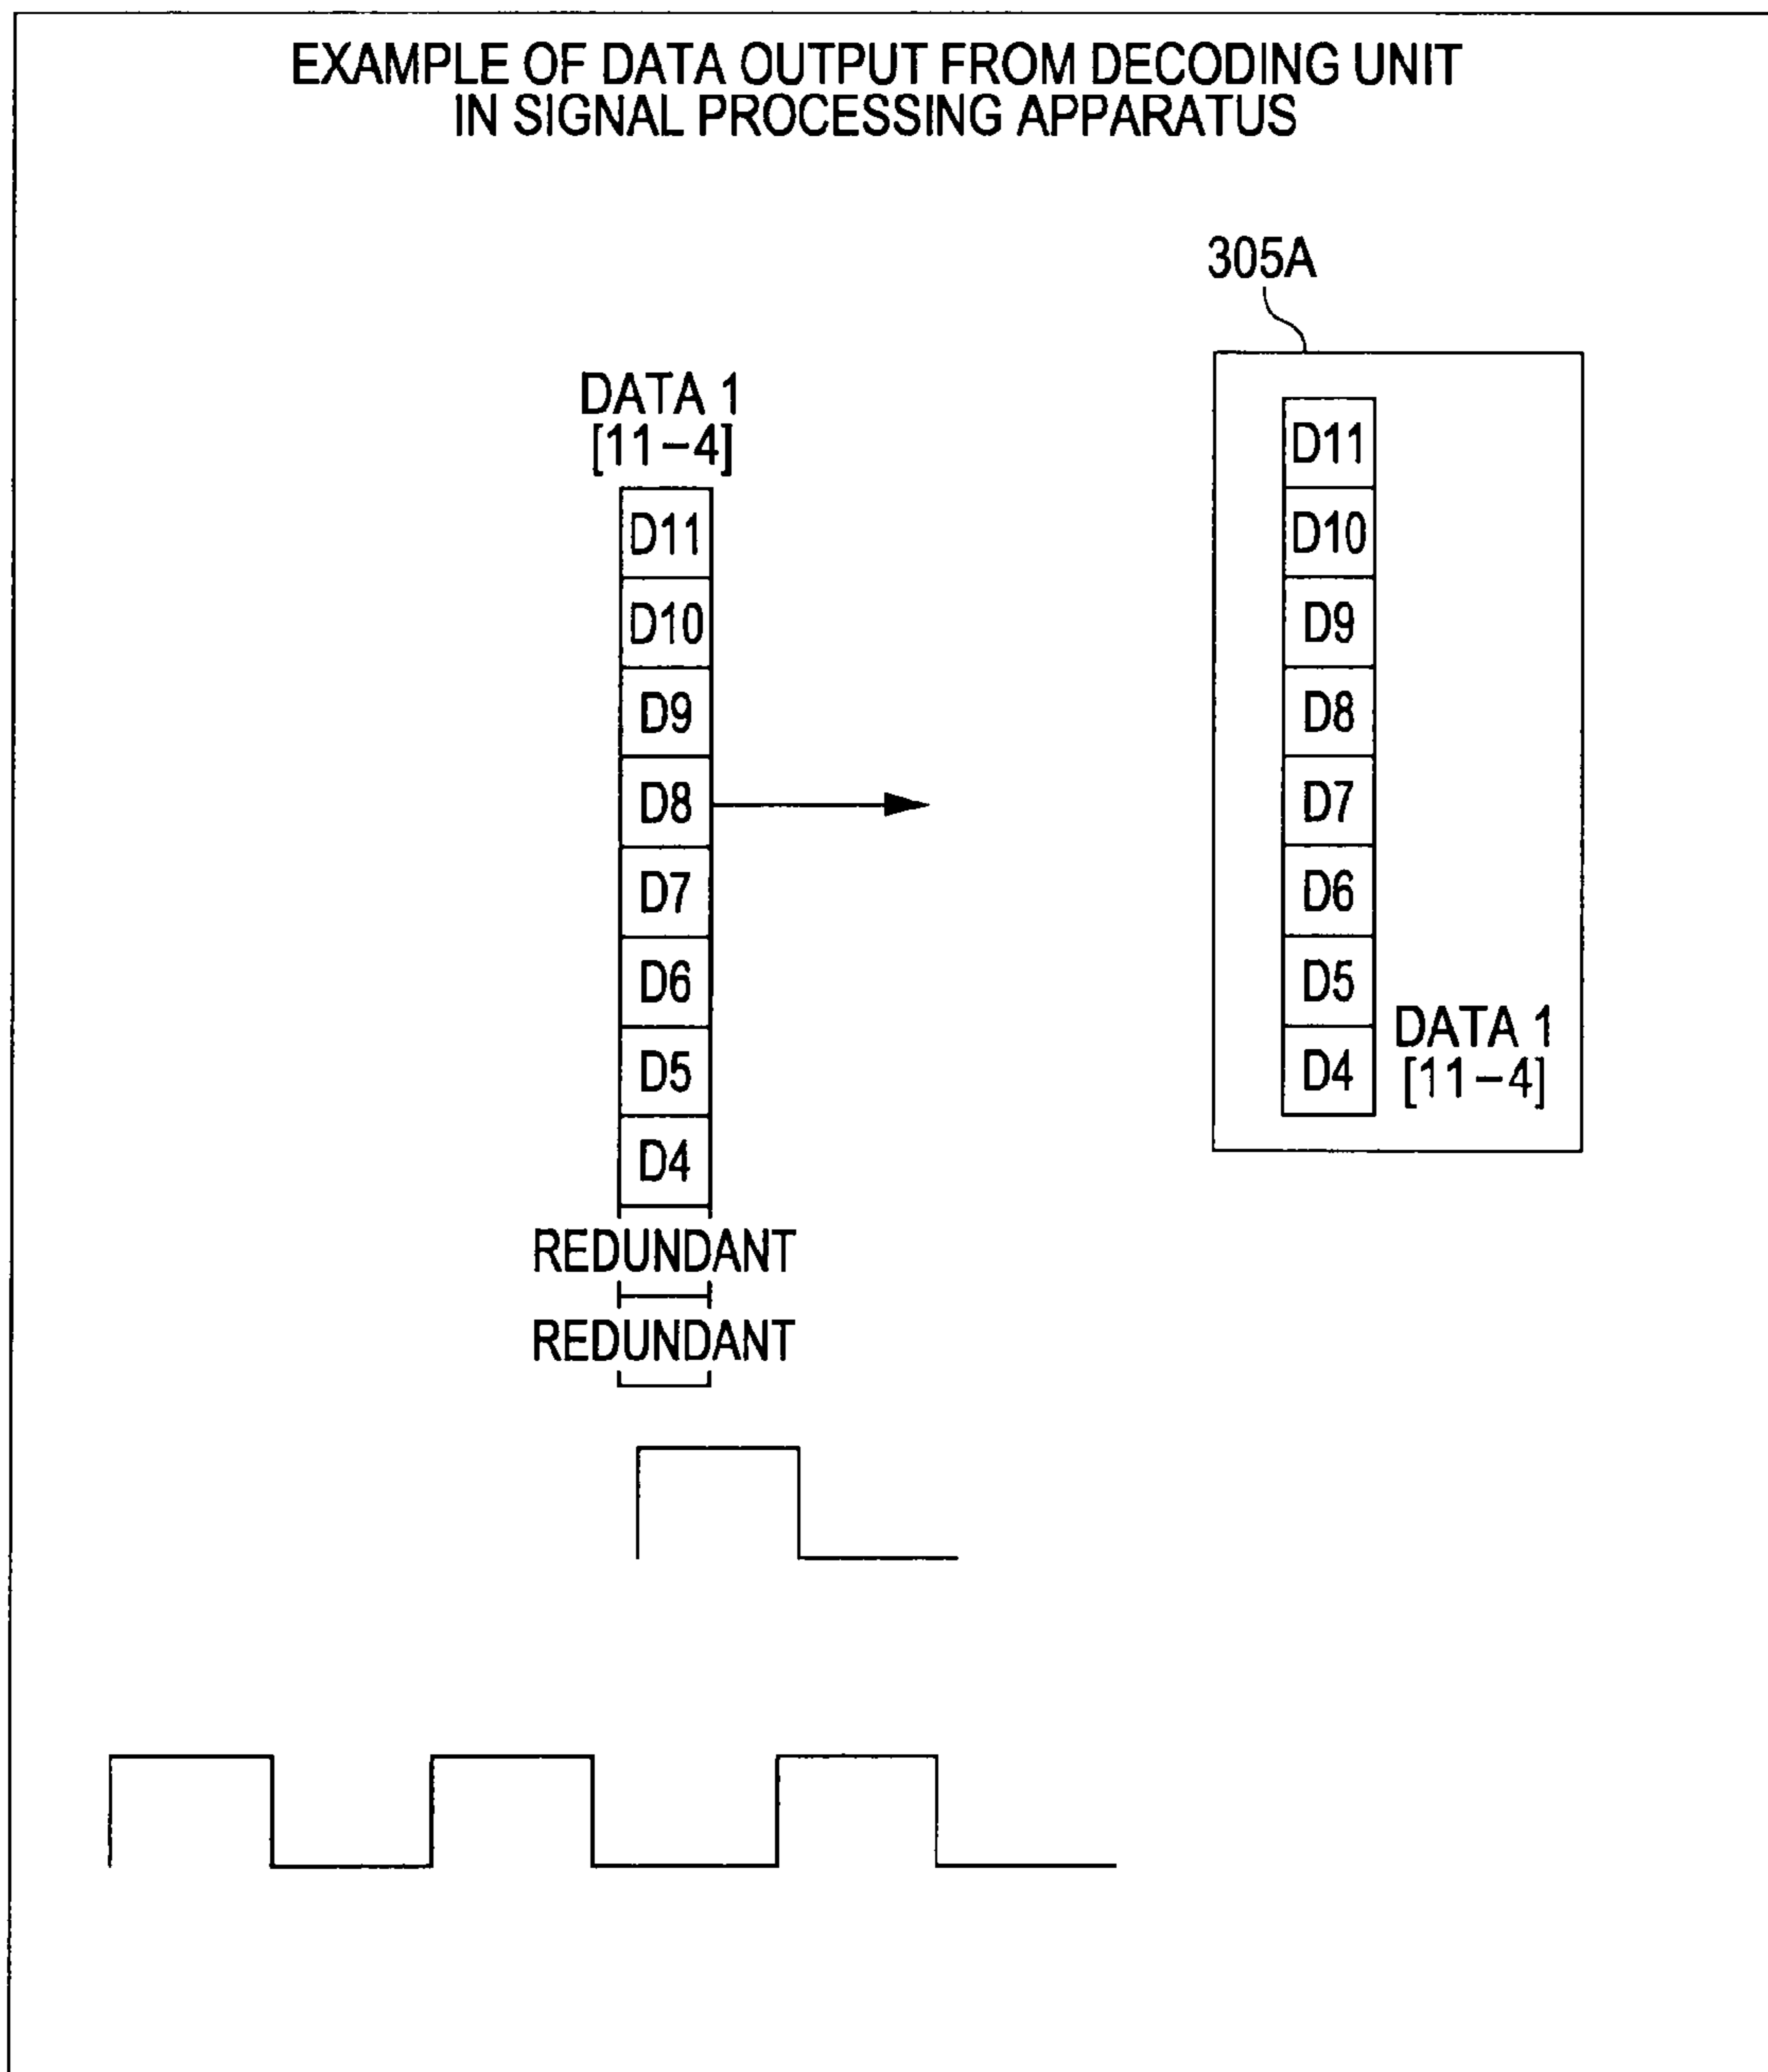 EXAMPLE OF DATA OUTPUT FROM DECODING UNIT
IN SIGNAL PROCESSING APPARATUS
305A
DATA 1
[11-4]
D11
D10
D9
D8
D7
D6
D5
D4
REDUNDANT
REDUNDANT
D11
D10
D9
D8
D7
D6
D5
D4
DATA 1
[11-4]